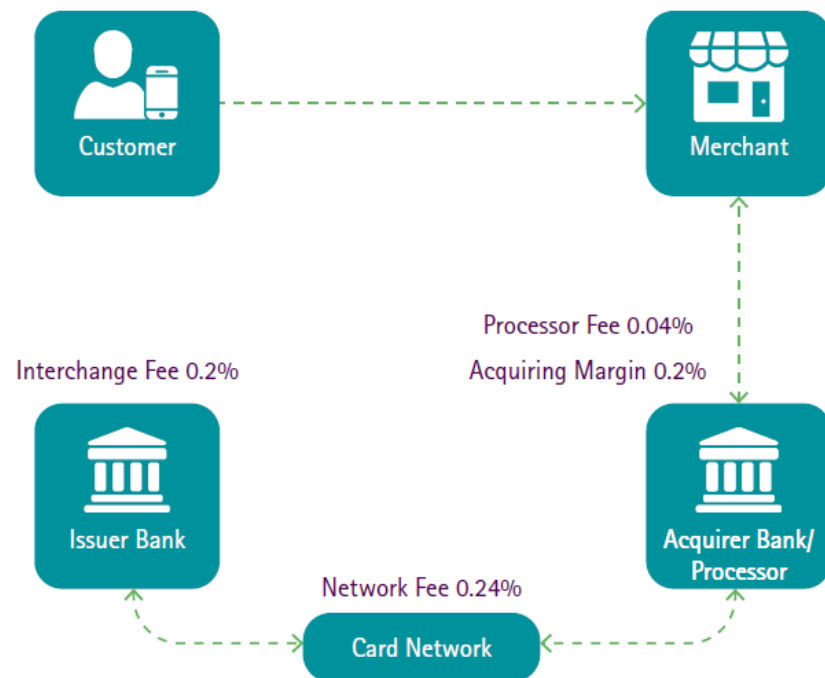 Customer
Merchant
Processor Fee 0.04%
Interchange Fee 0.2%
Acquiring Margin 0.2%
Issuer Bank
Acquirer Bank/
Processor
Network Fee 0.24%
Card Network